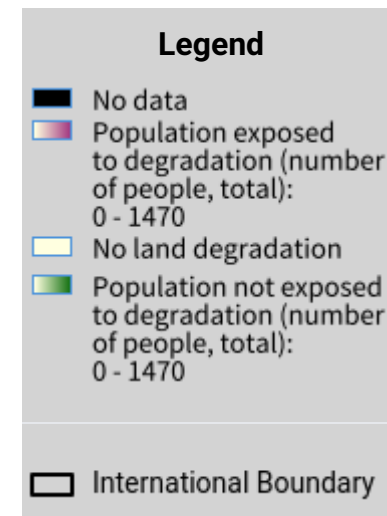 Legend
No data
Population exposed
to degradation (number
of people, total):
0 - 1470
No land degradation
Population not exposed
to degradation (number
of people, total):
0 - 1470
International Boundary